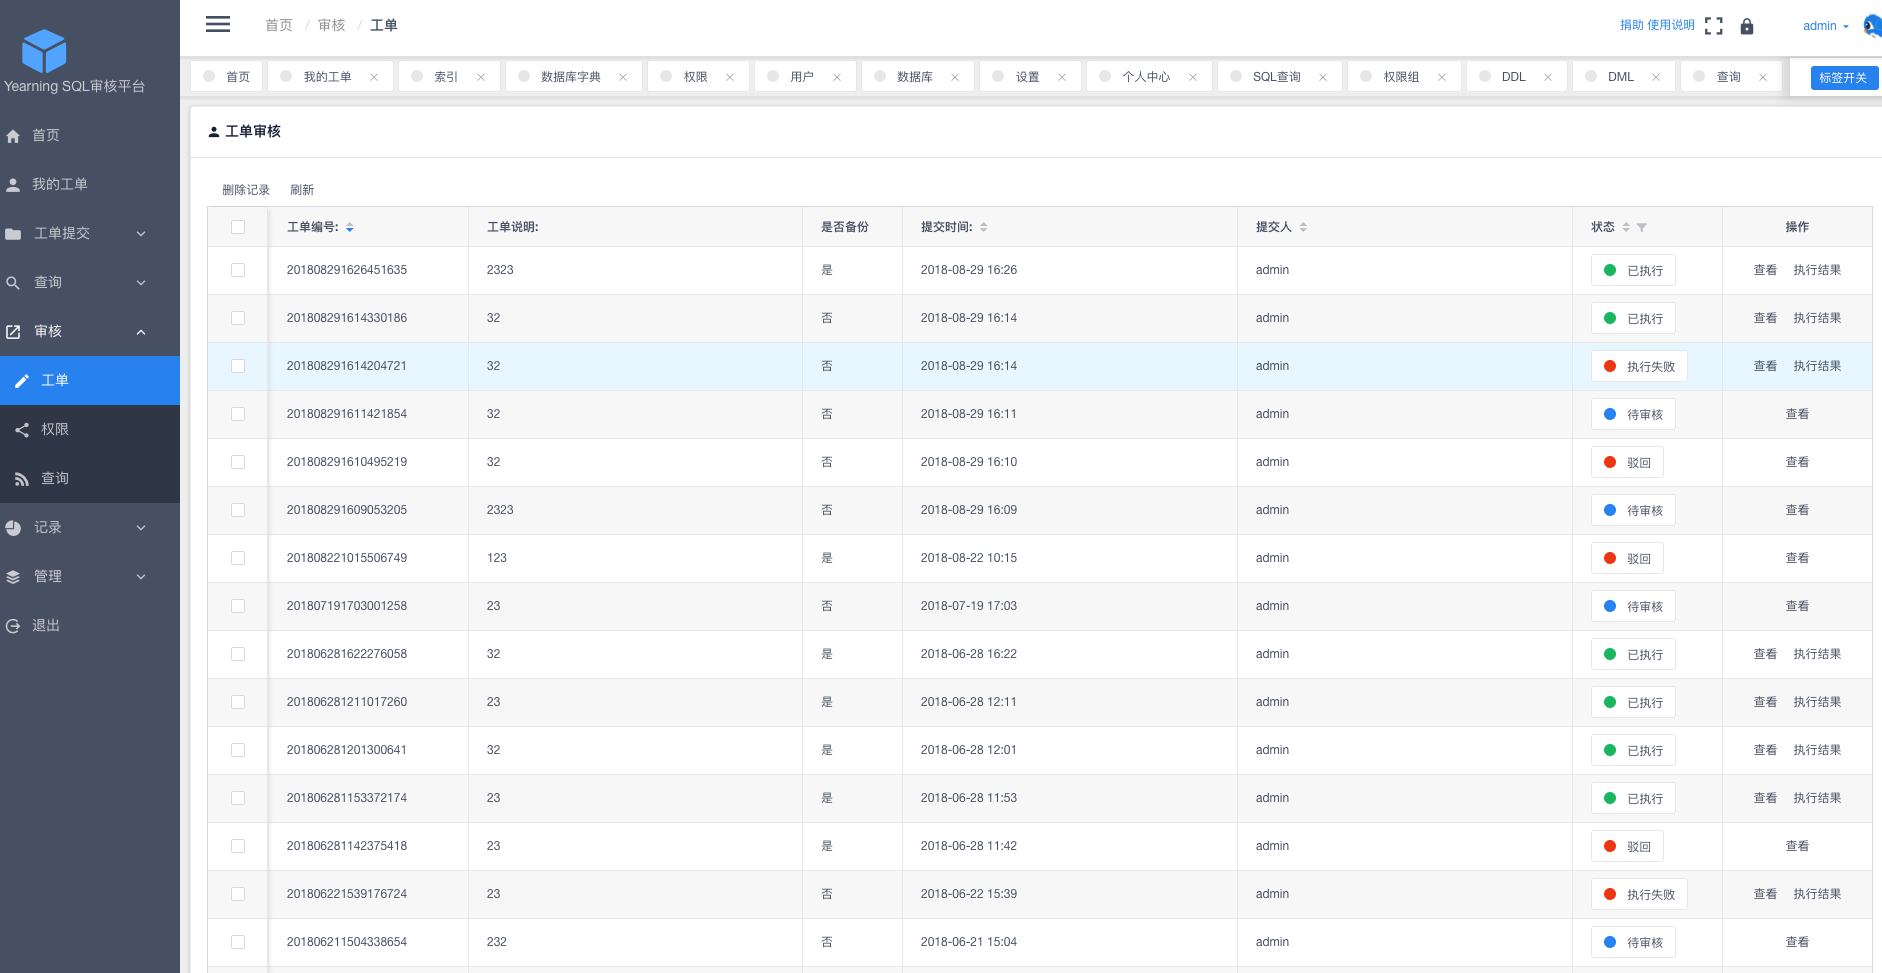 Yearning SQL审核平台
首页
我的工单
工单提交
查询
审核
工单
权限
查询
记录
管理
退出
首页 / 审核 / 工单
捐助 使用说明
admin
首页 我的工单 索引 数据库字典 权限 用户 数据库 设置 个人中心 SQL查询 权限组 DDL DML 查询 标签开关
工单审核
删除记录 刷新
工单编号: 工单说明: 是否备份 提交时间: 提交人 状态 操作
201808291626451635 2323 是 2018-08-29 16:26 admin 已执行 查看 执行结果
201808291614330186 32 否 2018-08-29 16:14 admin 已执行 查看 执行结果
201808291614204721 32 否 2018-08-29 16:14 admin 执行失败 查看 执行结果
201808291611421854 32 否 2018-08-29 16:11 admin 待审核 查看
201808291610495219 32 否 2018-08-29 16:10 admin 驳回 查看
201808291609053205 2323 否 2018-08-29 16:09 admin 待审核 查看
201808221015506749 123 是 2018-08-22 10:15 admin 驳回 查看
201807191703001258 23 否 2018-07-19 17:03 admin 待审核 查看
201806281622276058 32 是 2018-06-28 16:22 admin 已执行 查看 执行结果
201806281211017260 23 是 2018-06-28 12:11 admin 已执行 查看 执行结果
201806281201300641 32 是 2018-06-28 12:01 admin 已执行 查看 执行结果
201806281153372174 23 是 2018-06-28 11:53 admin 已执行 查看 执行结果
201806281142375418 23 是 2018-06-28 11:42 admin 驳回 查看
201806221539176724 23 否 2018-06-22 15:39 admin 执行失败 查看 执行结果
201806211504338654 232 否 2018-06-21 15:04 admin 待审核 查看